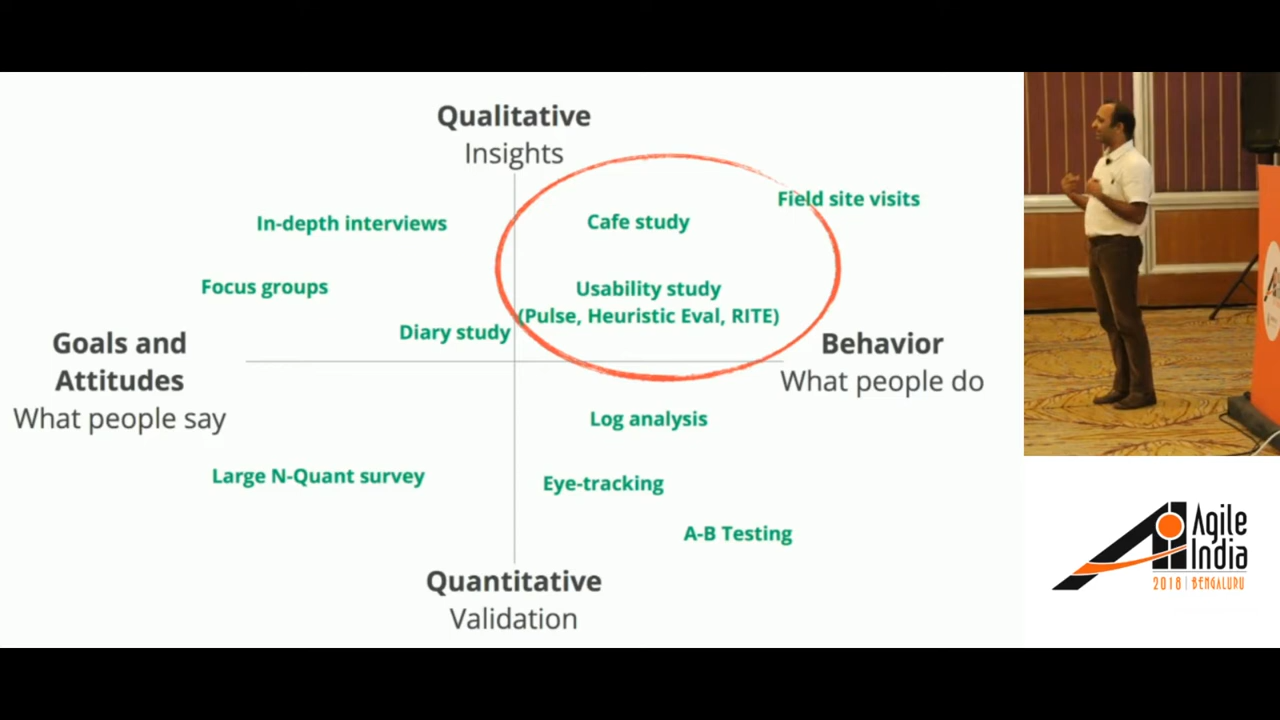 Qualitative
Insights
Field site visits
Cafe study
In-depth interviews
Focus groups
Usability study
(Pulse, Heuristic Eval, RITE)
Diary study
Goals and
Attitudes
What people say
Behavior
What people do
Log analysis
Large N-Quant survey
Eye-tracking
A-B Testing
Quantitative
Validation
Agile
India
2018 | BENGALURU